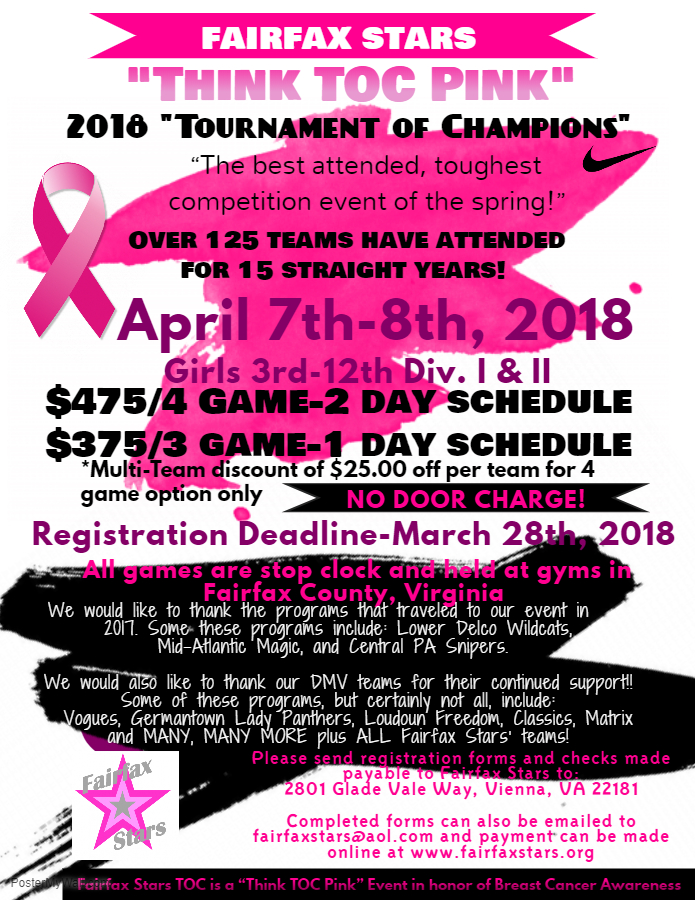 FAIRFAX STARS
"THINK TOC PINK"
2018 "TOURNAMENT OF CHAMPIONS"
“The best attended, toughest
competition event of the spring!”
OVER 125 TEAMS HAVE ATTENDED
FOR 15 STRAIGHT YEARS!
April 7th-8th, 2018
Girls 3rd-12th Div. I & II
$475/4 GAME-2 DAY SCHEDULE
$375/3 GAME-1 DAY SCHEDULE
*Multi-Team discount of $25.00 off per team for 4
game option only
NO DOOR CHARGE!
Registration Deadline-March 28th, 2018
All games are stop clock and held at gyms in
Fairfax County, Virginia
We would like to thank the programs that traveled to our event in
2017. Some these programs include: Lower Delco Wildcats,
Mid-Atlantic Magic, and Central PA Snipers.
We would also like to thank our DMV teams for their continued support!!
Some of these programs, but certainly not all, include:
Vogues, Germantown Lady Panthers, Loudoun Freedom, Classics, Matrix
and MANY, MANY MORE plus ALL Fairfax Stars' teams!
Fairfax
Stars
Please send registration forms and checks made
payable to Fairfax Stars to:
2801 Glade Vale Way, Vienna, VA 22181
Completed forms can also be emailed to
fairfaxstars@aol.com and payment can be made
online at www.fairfaxstars.org
Fairfax Stars TOC is a “Think TOC Pink” Event in honor of Breast Cancer Awareness